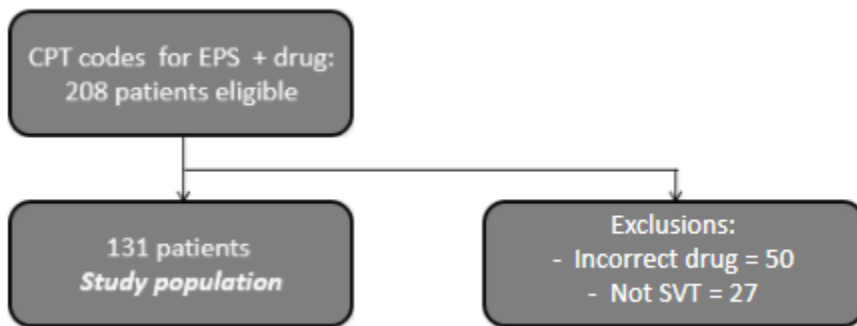 CPT codes for EPS + drug:
208 patients eligible
131 patients
Study population
Exclusions:
- Incorrect drug = 50
- Not SVT = 27